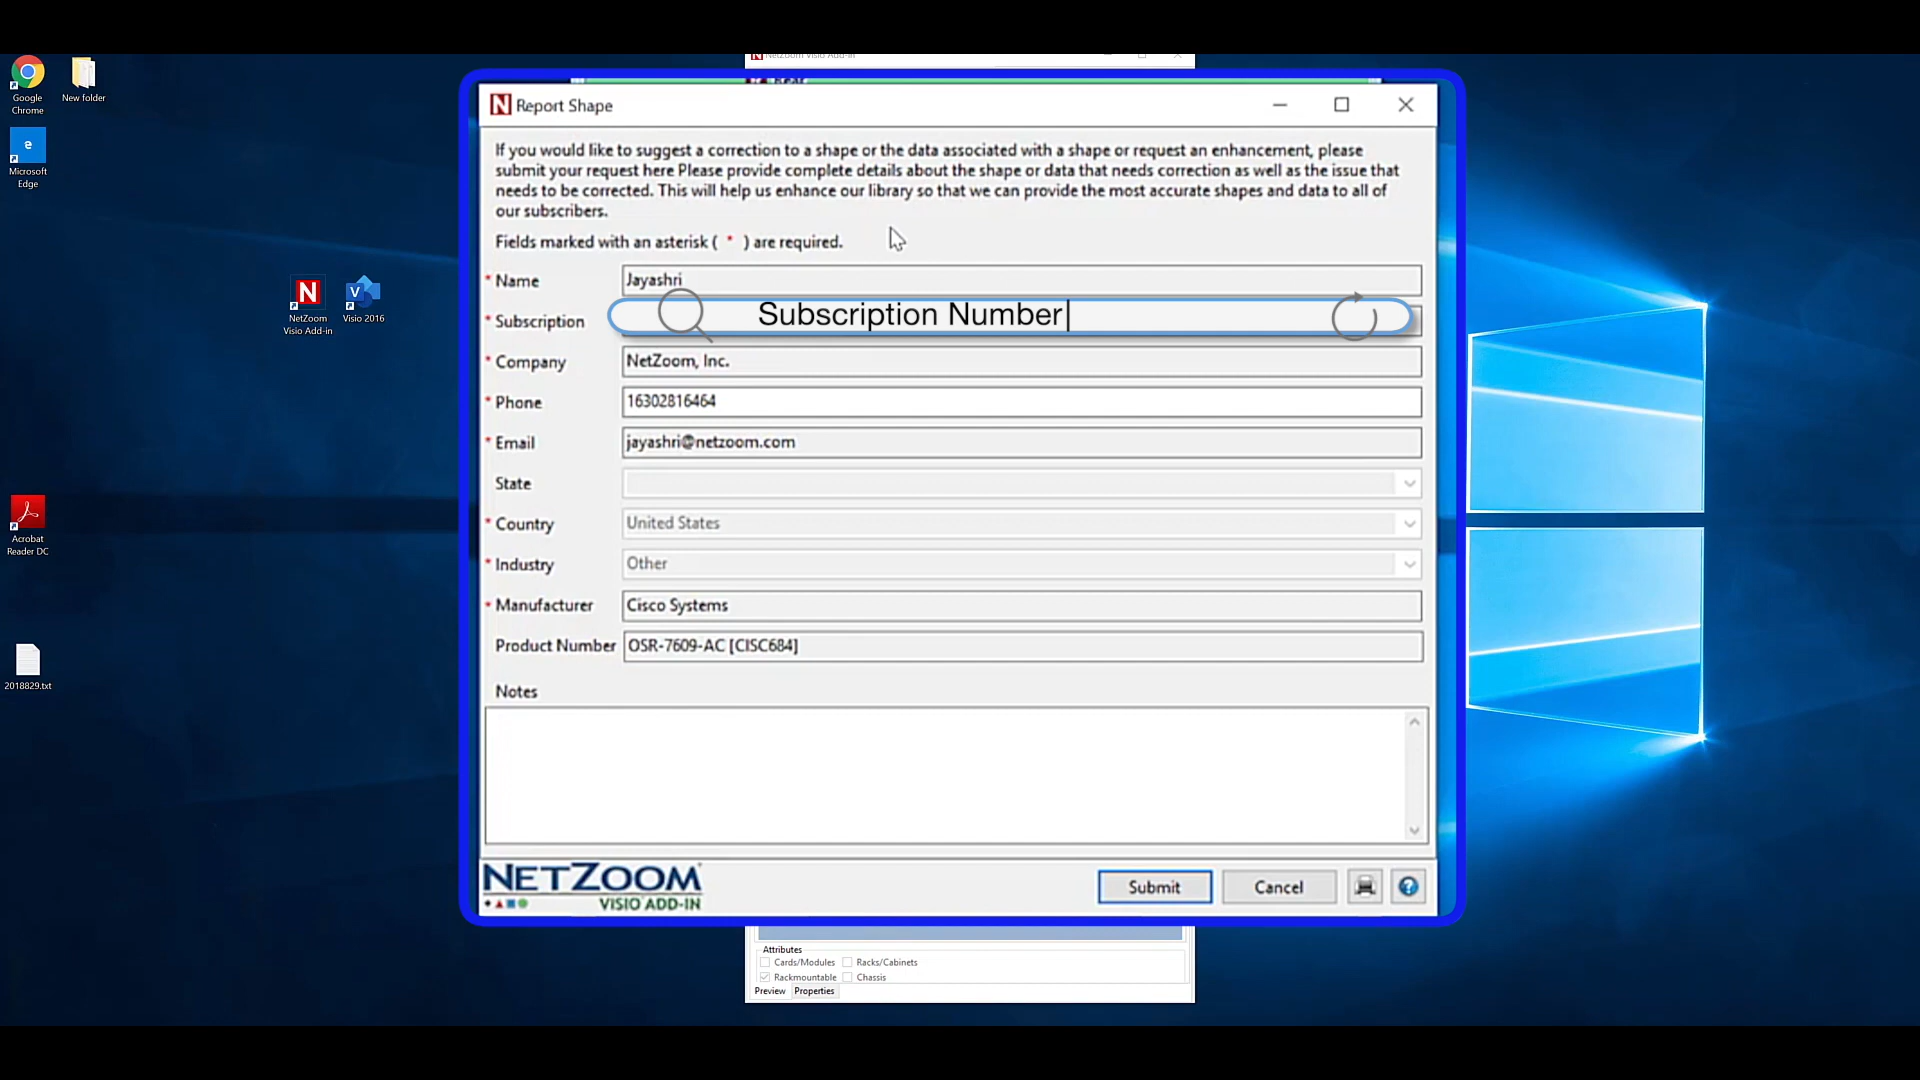 NetZoom Visio Add-in
Google
Chrome
New folder
Microsoft
Edge
NetZoom
Visio Add-in
Visio 2016
Acrobat
Reader DC
2018829.txt
Report Shape
If you would like to suggest a correction to a shape or the data associated with a shape or request an enhancement, please
submit your request here Please provide complete details about the shape or data that needs correction as well as the issue that
needs to be corrected. This will help us enhance our library so that we can provide the most accurate shapes and data to all of
our subscribers.
Fields marked with an asterisk ( * ) are required.
* Name Jayashri
* Subscription Subscription Number
* Company NetZoom, Inc.
* Phone 16302816464
* Email jayashri@netzoom.com
State
* Country United States
* Industry Other
* Manufacturer Cisco Systems
Product Number OSR-7609-AC [CISC684]
Notes
NETZOOM
VISIO ADD-IN
Submit Cancel
Attributes
Cards/Modules Racks/Cabinets
Rackmountable Chassis
Preview Properties